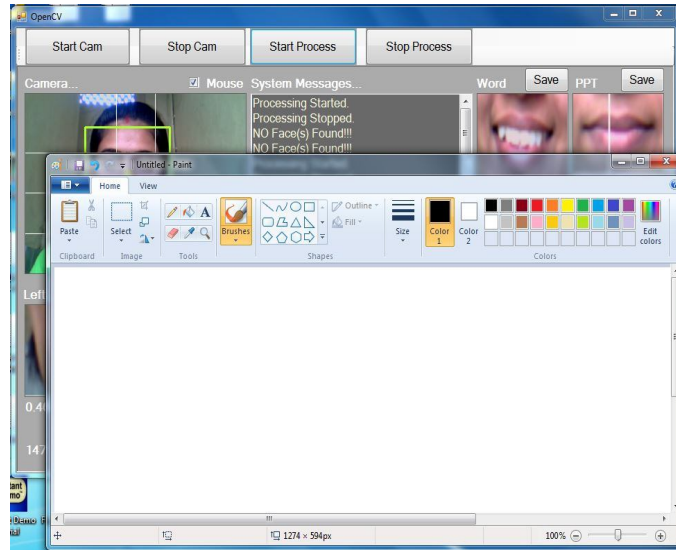 OpenCV
Start Cam Stop Cam Start Process Stop Process
Camera... Mouse System Messages... Word Save PPT Save
Processing Started.
Processing Stopped.
NO Face(s) Found!!!
NO Face(s) Found!!!
Untitled - Paint
Home View
Paste Select Brushes Outline Fill Size Color 1 Color 2 Edit colors
Clipboard Image Tools Shapes Colors
Left
0.4
147
Demo
1274 × 594px 100%